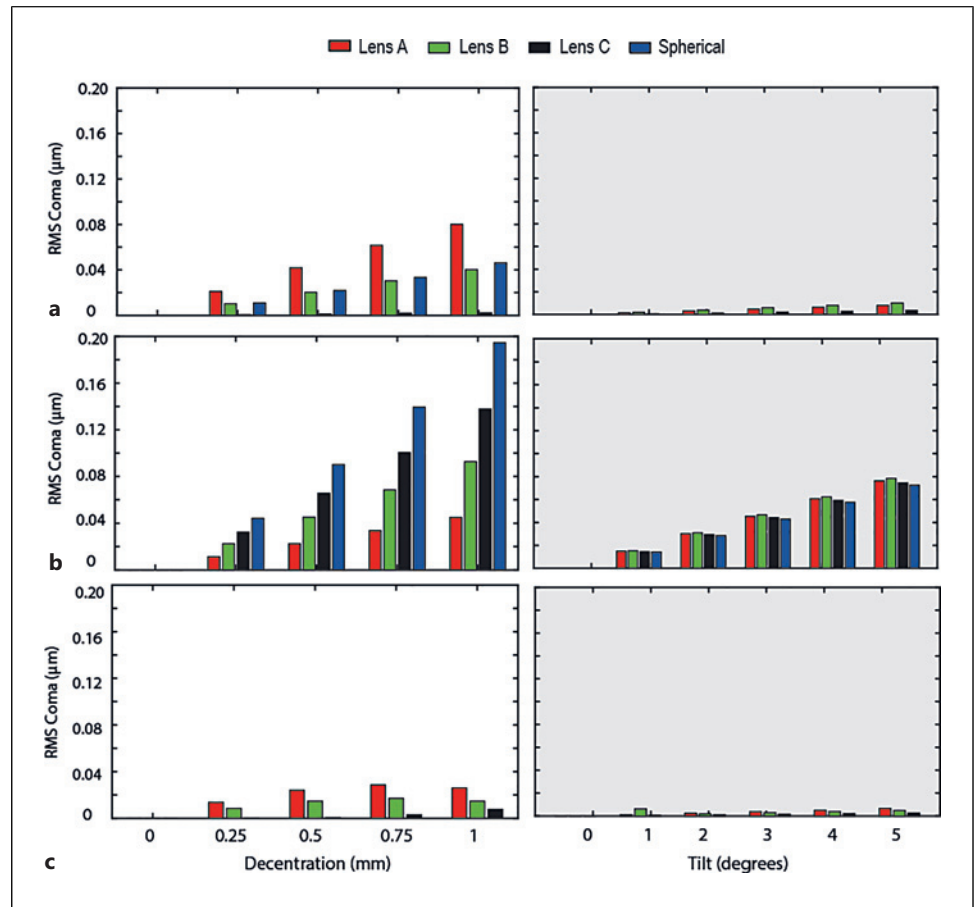 Lens A Lens B Lens C Spherical
0.20
0.16
0.12
0.08
0.04
0
RMS Coma (µm)
a
0.20
0.16
0.12
0.08
0.04
0
RMS Coma (µm)
b
0.20
0.16
0.12
0.08
0.04
0
RMS Coma (µm)
0 0.25 0.5 0.75 1
Decentration (mm)
0 1 2 3 4 5
Tilt (degrees)
c